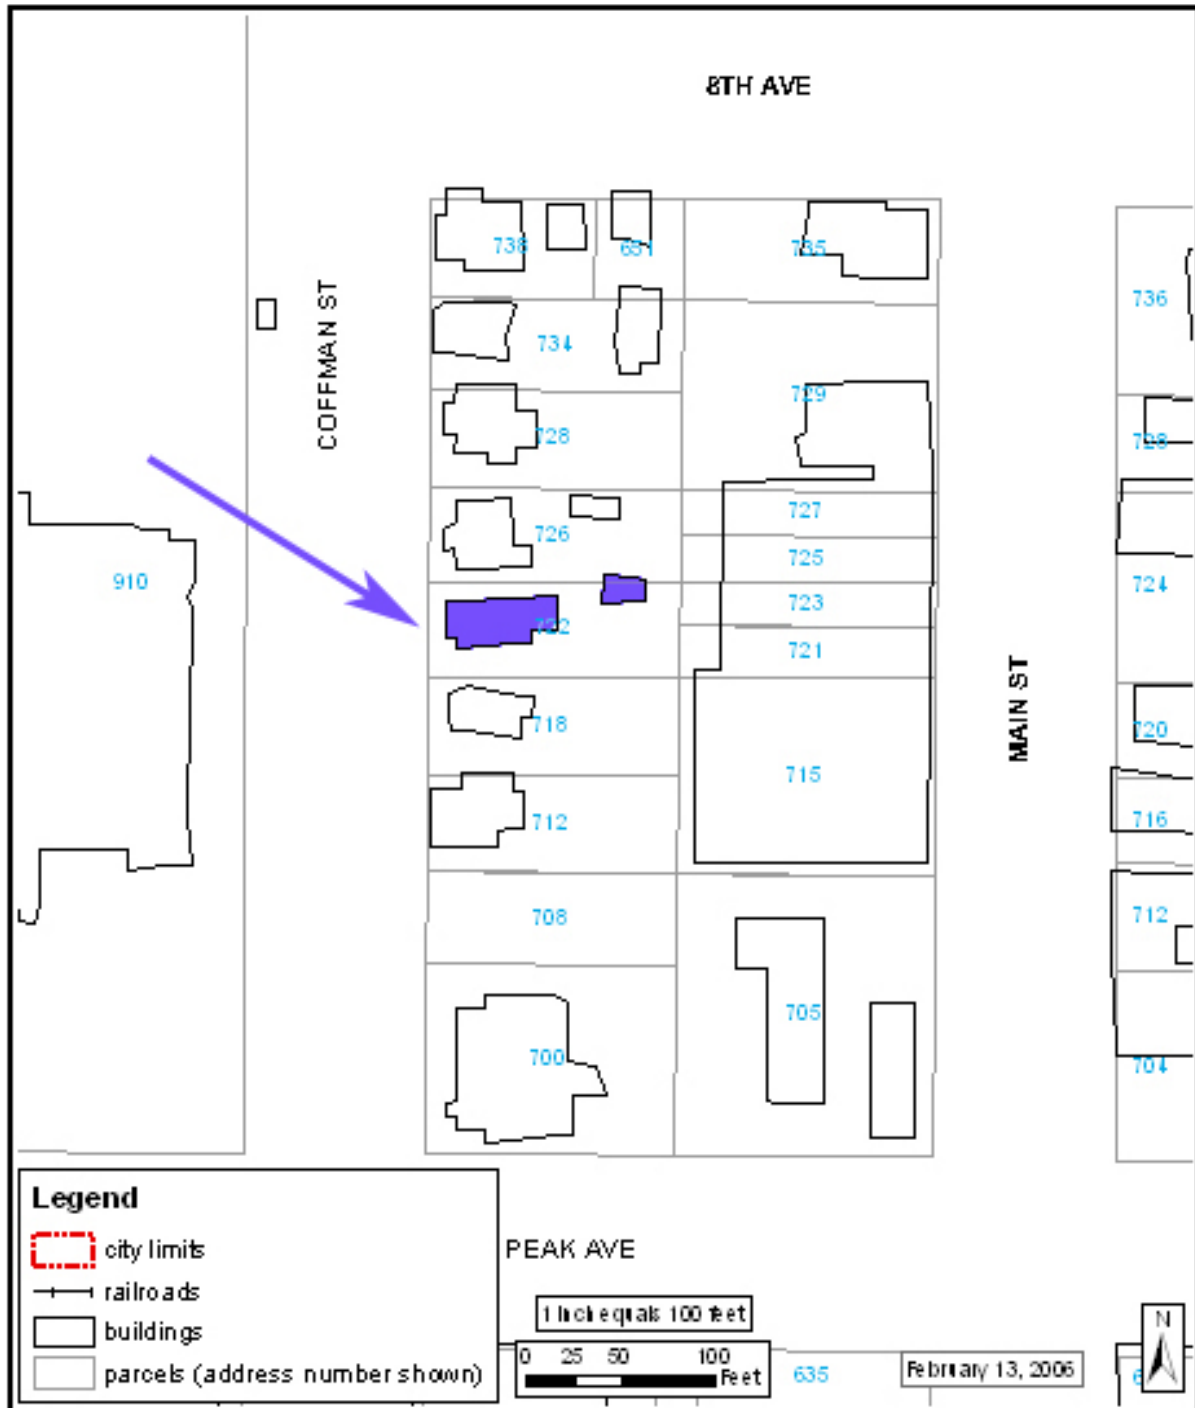 8TH AVE
738
651
735
736
COFFMAN ST
734
729
728
728
726
727
725
910
724
722
723
721
MAIN ST
718
720
715
712
716
708
712
700
705
704
Legend
city limits
railroads
buildings
parcels (address number shown)
PEAK AVE
1 inch equals 100 feet
0 25 50 100
Feet
635
February 13, 2006
N